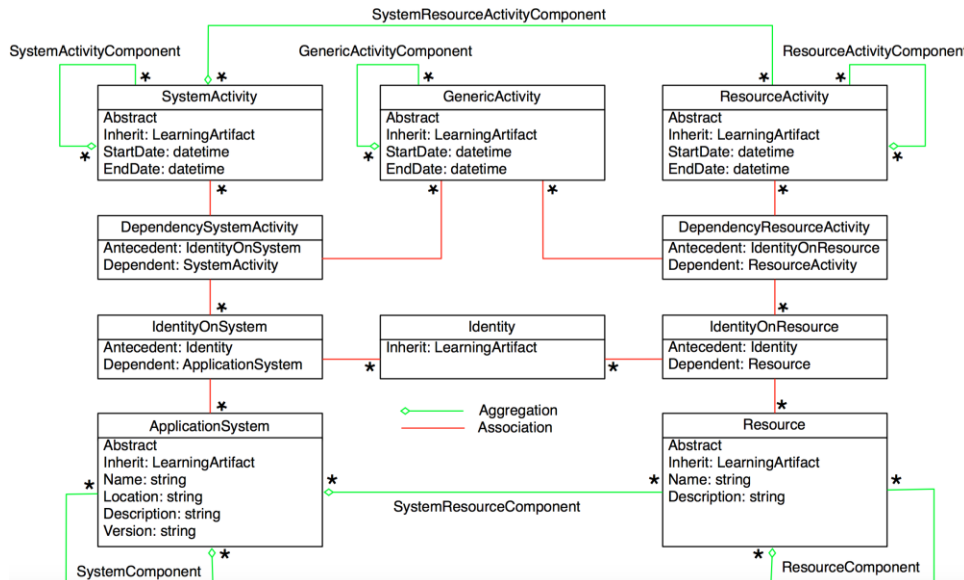 SystemResourceActivityComponent
SystemActivityComponent
GenericActivityComponent
ResourceActivityComponent
* * * * *
SystemActivity
GenericActivity
ResourceActivity
Abstract
Inherit: LearningArtifact
StartDate: datetime
EndDate: datetime
*
Abstract
Inherit: LearningArtifact
StartDate: datetime
EndDate: datetime
*
Abstract
Inherit: LearningArtifact
StartDate: datetime
EndDate: datetime
*
* * * *
DependencySystemActivity
Antecedent: IdentityOnSystem
Dependent: SystemActivity
DependencyResourceActivity
Antecedent: IdentityOnResource
Dependent: ResourceActivity
* *
IdentityOnSystem
Antecedent: Identity
Dependent: ApplicationSystem
Identity
Inherit: LearningArtifact
IdentityOnResource
Antecedent: Identity
Dependent: Resource
* *
* *
Aggregation
Association
ApplicationSystem
Abstract
Inherit: LearningArtifact
Name: string
Location: string
Description: string
Version: string
Resource
Abstract
Inherit: LearningArtifact
Name: string
Description: string
* * * *
SystemResourceComponent
* *
SystemComponent
ResourceComponent